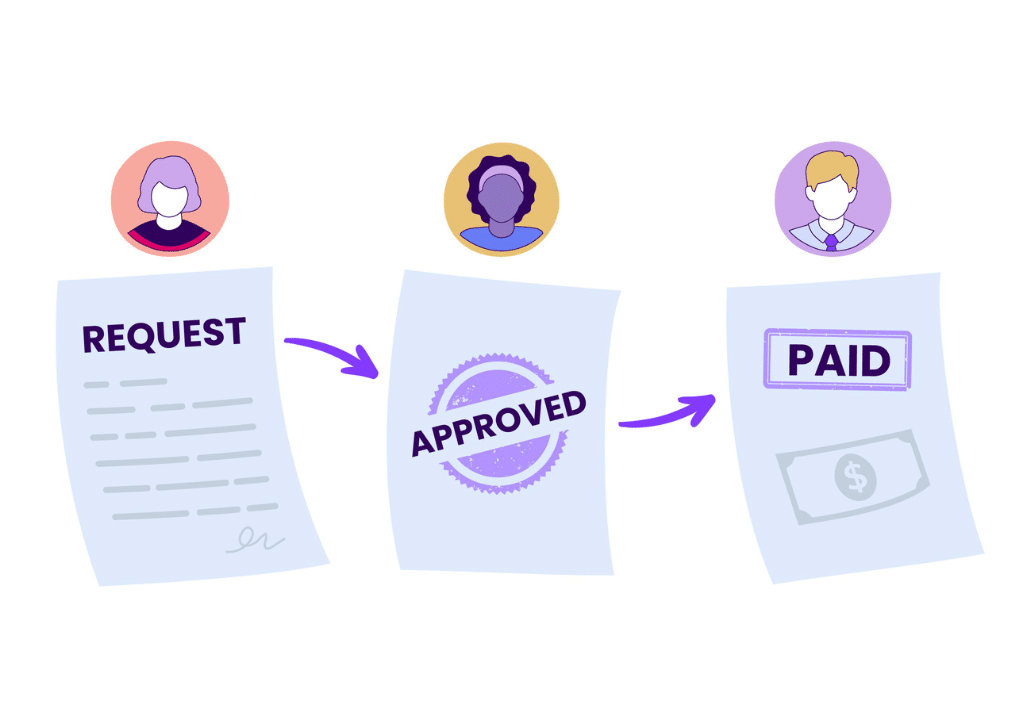 REQUEST
APPROVED
PAID
$